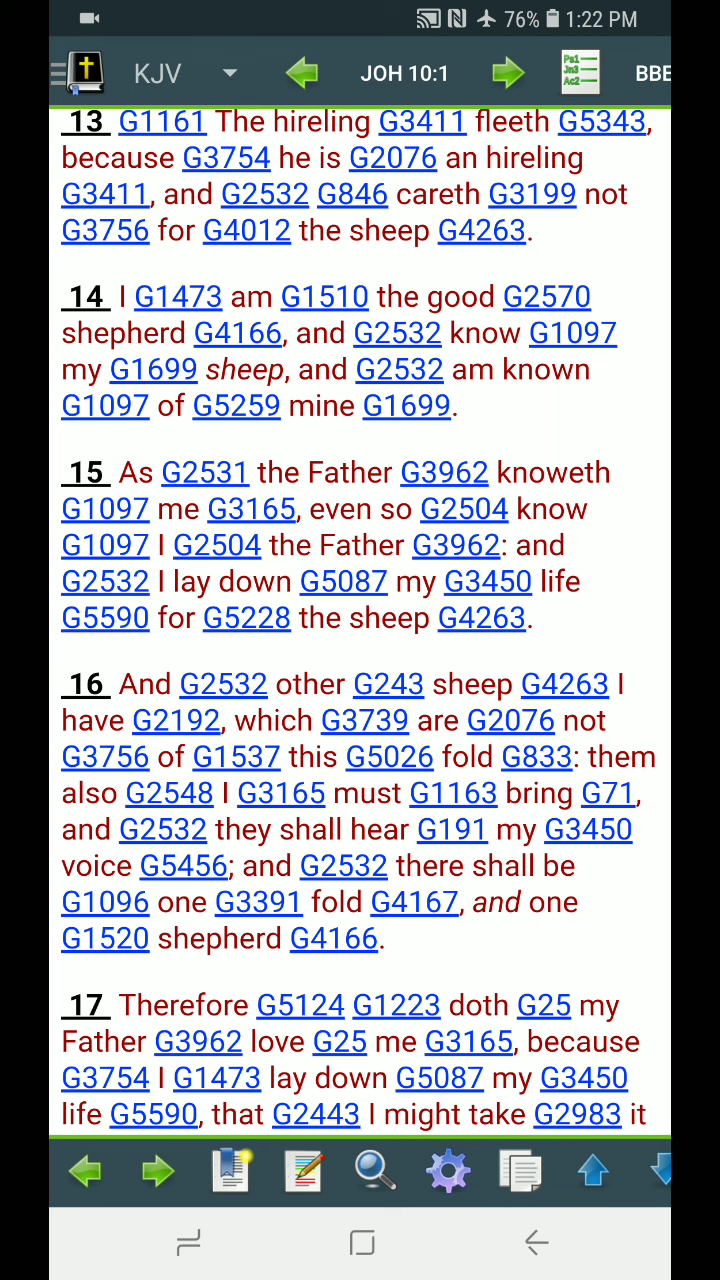 76% 1:22 PM
KJV JOH 10:1 Ps1 Jn3 Ac2 BBE
13 G1161 The hireling G3411 fleeth G5343,
because G3754 he is G2076 an hireling
G3411, and G2532 G846 careth G3199 not
G3756 for G4012 the sheep G4263.
14 I G1473 am G1510 the good G2570
shepherd G4166, and G2532 know G1097
my G1699 sheep, and G2532 am known
G1097 of G5259 mine G1699.
15 As G2531 the Father G3962 knoweth
G1097 me G3165, even so G2504 know
G1097 I G2504 the Father G3962: and
G2532 I lay down G5087 my G3450 life
G5590 for G5228 the sheep G4263.
16 And G2532 other G243 sheep G4263 I
have G2192, which G3739 are G2076 not
G3756 of G1537 this G5026 fold G833: them
also G2548 I G3165 must G1163 bring G71,
and G2532 they shall hear G191 my G3450
voice G5456; and G2532 there shall be
G1096 one G3391 fold G4167, and one
G1520 shepherd G4166.
17 Therefore G5124 G1223 doth G25 my
Father G3962 love G25 me G3165, because
G3754 I G1473 lay down G5087 my G3450
life G5590, that G2443 I might take G2983 it